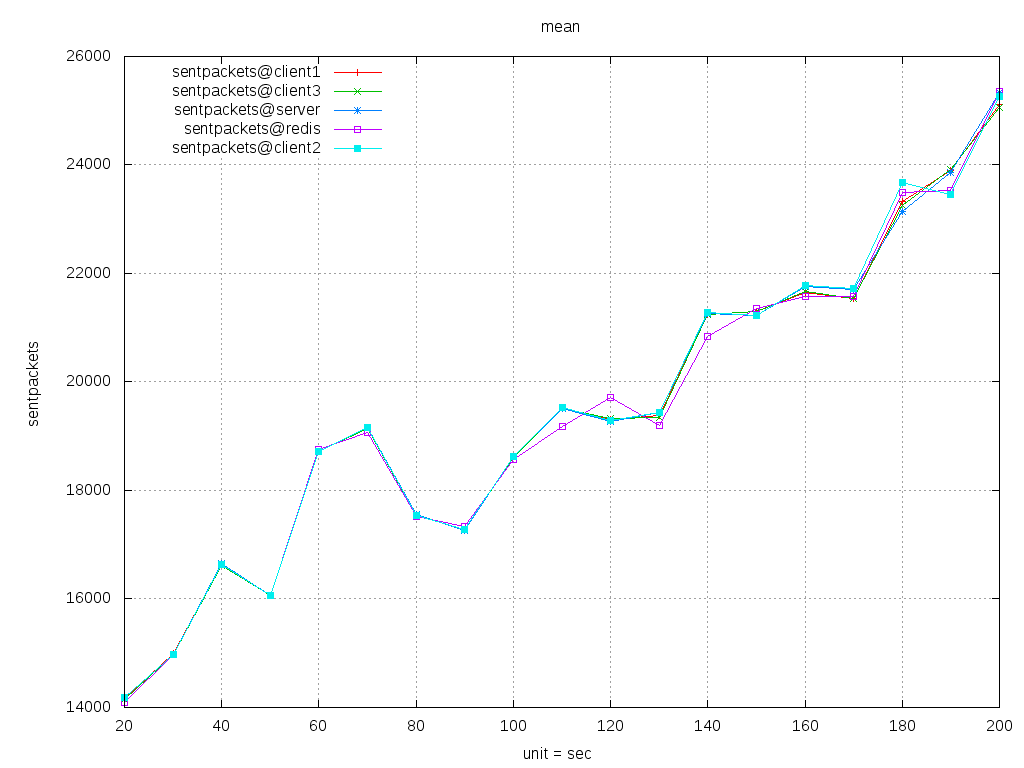 mean
26000
24000
22000
20000
18000
16000
14000
sentpackets
sentpackets@client1
sentpackets@client3
sentpackets@server
sentpackets@redis
sentpackets@client2
20 40 60 80 100 120 140 160 180 200
unit = sec